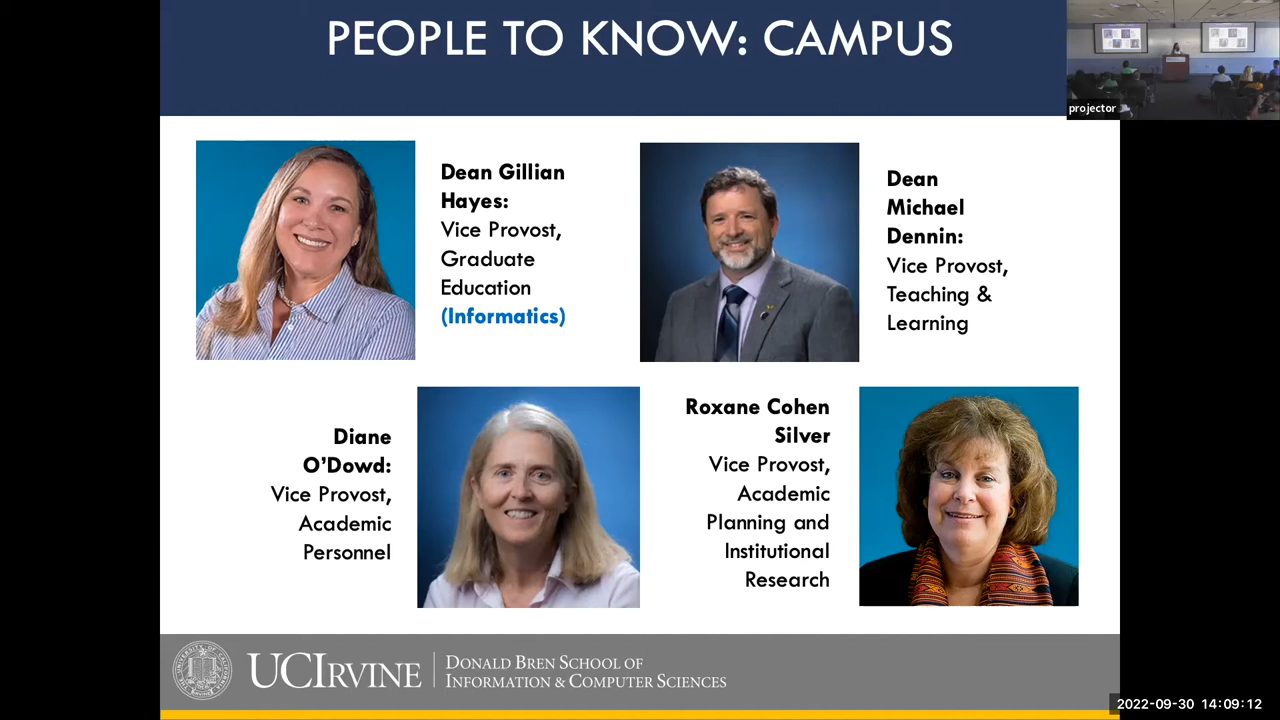 PEOPLE TO KNOW: CAMPUS
projector
Dean Gillian
Hayes:
Vice Provost,
Graduate
Education
(Informatics)
Dean
Michael
Dennin:
Vice Provost,
Teaching &
Learning
Diane
O’Dowd:
Vice Provost,
Academic
Personnel
Roxane Cohen
Silver
Vice Provost,
Academic
Planning and
Institutional
Research
UCIRVINE
DONALD BREN SCHOOL OF
INFORMATION & COMPUTER SCIENCES
2022-09-30 14:09:12